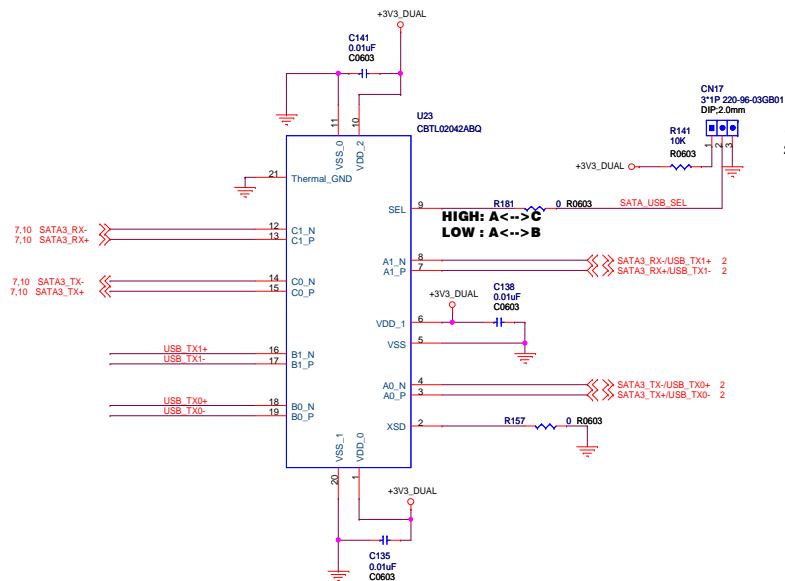 +3V3_DUAL
C141
0.01uF
C0603
CN17
3*1P 220-96-03GB01
DIP;2.0mm
U23
CBTL02042ABQ
R141
10K
R0603
+3V3_DUAL
1
2
3
11
10
VSS_0
VDD_2
21
Thermal_GND
SEL
9
R181
0
R0603
SATA_USB_SEL
HIGH: A<-->C
LOW : A<-->B
7,10 SATA3_RX-
12
C1_N
7,10 SATA3_RX+
13
C1_P
A1_N
8
SATA3_RX-/USB_TX1+ 2
A1_P
7
SATA3_RX+/USB_TX1- 2
7,10 SATA3_TX-
14
C0_N
7,10 SATA3_TX+
15
C0_P
+3V3_DUAL
C138
0.01uF
C0603
VDD_1
6
VSS
5
USB_TX1+
16
B1_N
USB_TX1-
17
B1_P
A0_N
4
SATA3_TX-/USB_TX0+ 2
A0_P
3
SATA3_TX+/USB_TX0- 2
USB_TX0+
18
B0_N
USB_TX0-
19
B0_P
XSD
2
R157
0
R0603
VSS_1
VDD_0
20
1
+3V3_DUAL
C135
0.01uF
C0603